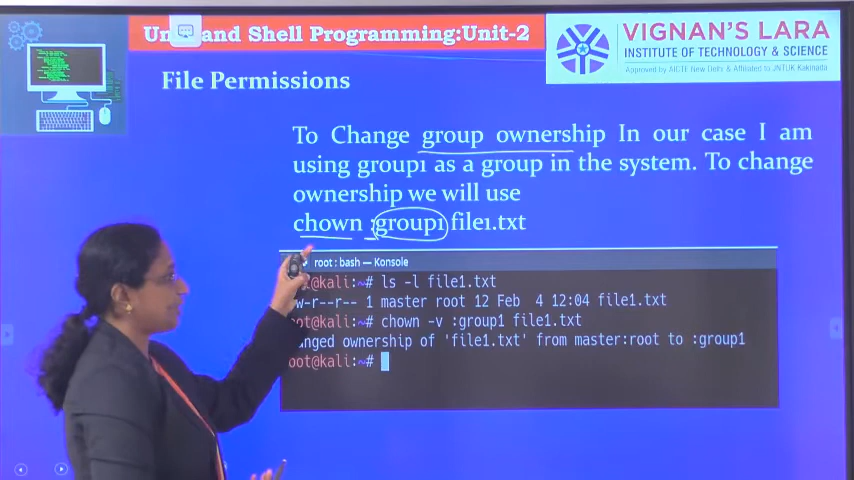 and Shell Programming:Unit-2
VIGNAN'S LARA
INSTITUTE OF TECHNOLOGY & SCIENCE
Approved by AICTE New Delhi & Affiliated to JNTUK Kakinada
File Permissions
To Change group ownership In our case I am
using group1 as a group in the system. To change
ownership we will use
chown :group1 file1.txt
root : bash — Konsole
ot@kali:~# ls -l file1.txt
w-r--r-- 1 master root 12 Feb 4 12:04 file1.txt
root@kali:~# chown -v :group1 file1.txt
anged ownership of 'file1.txt' from master:root to :group1
oot@kali:~#